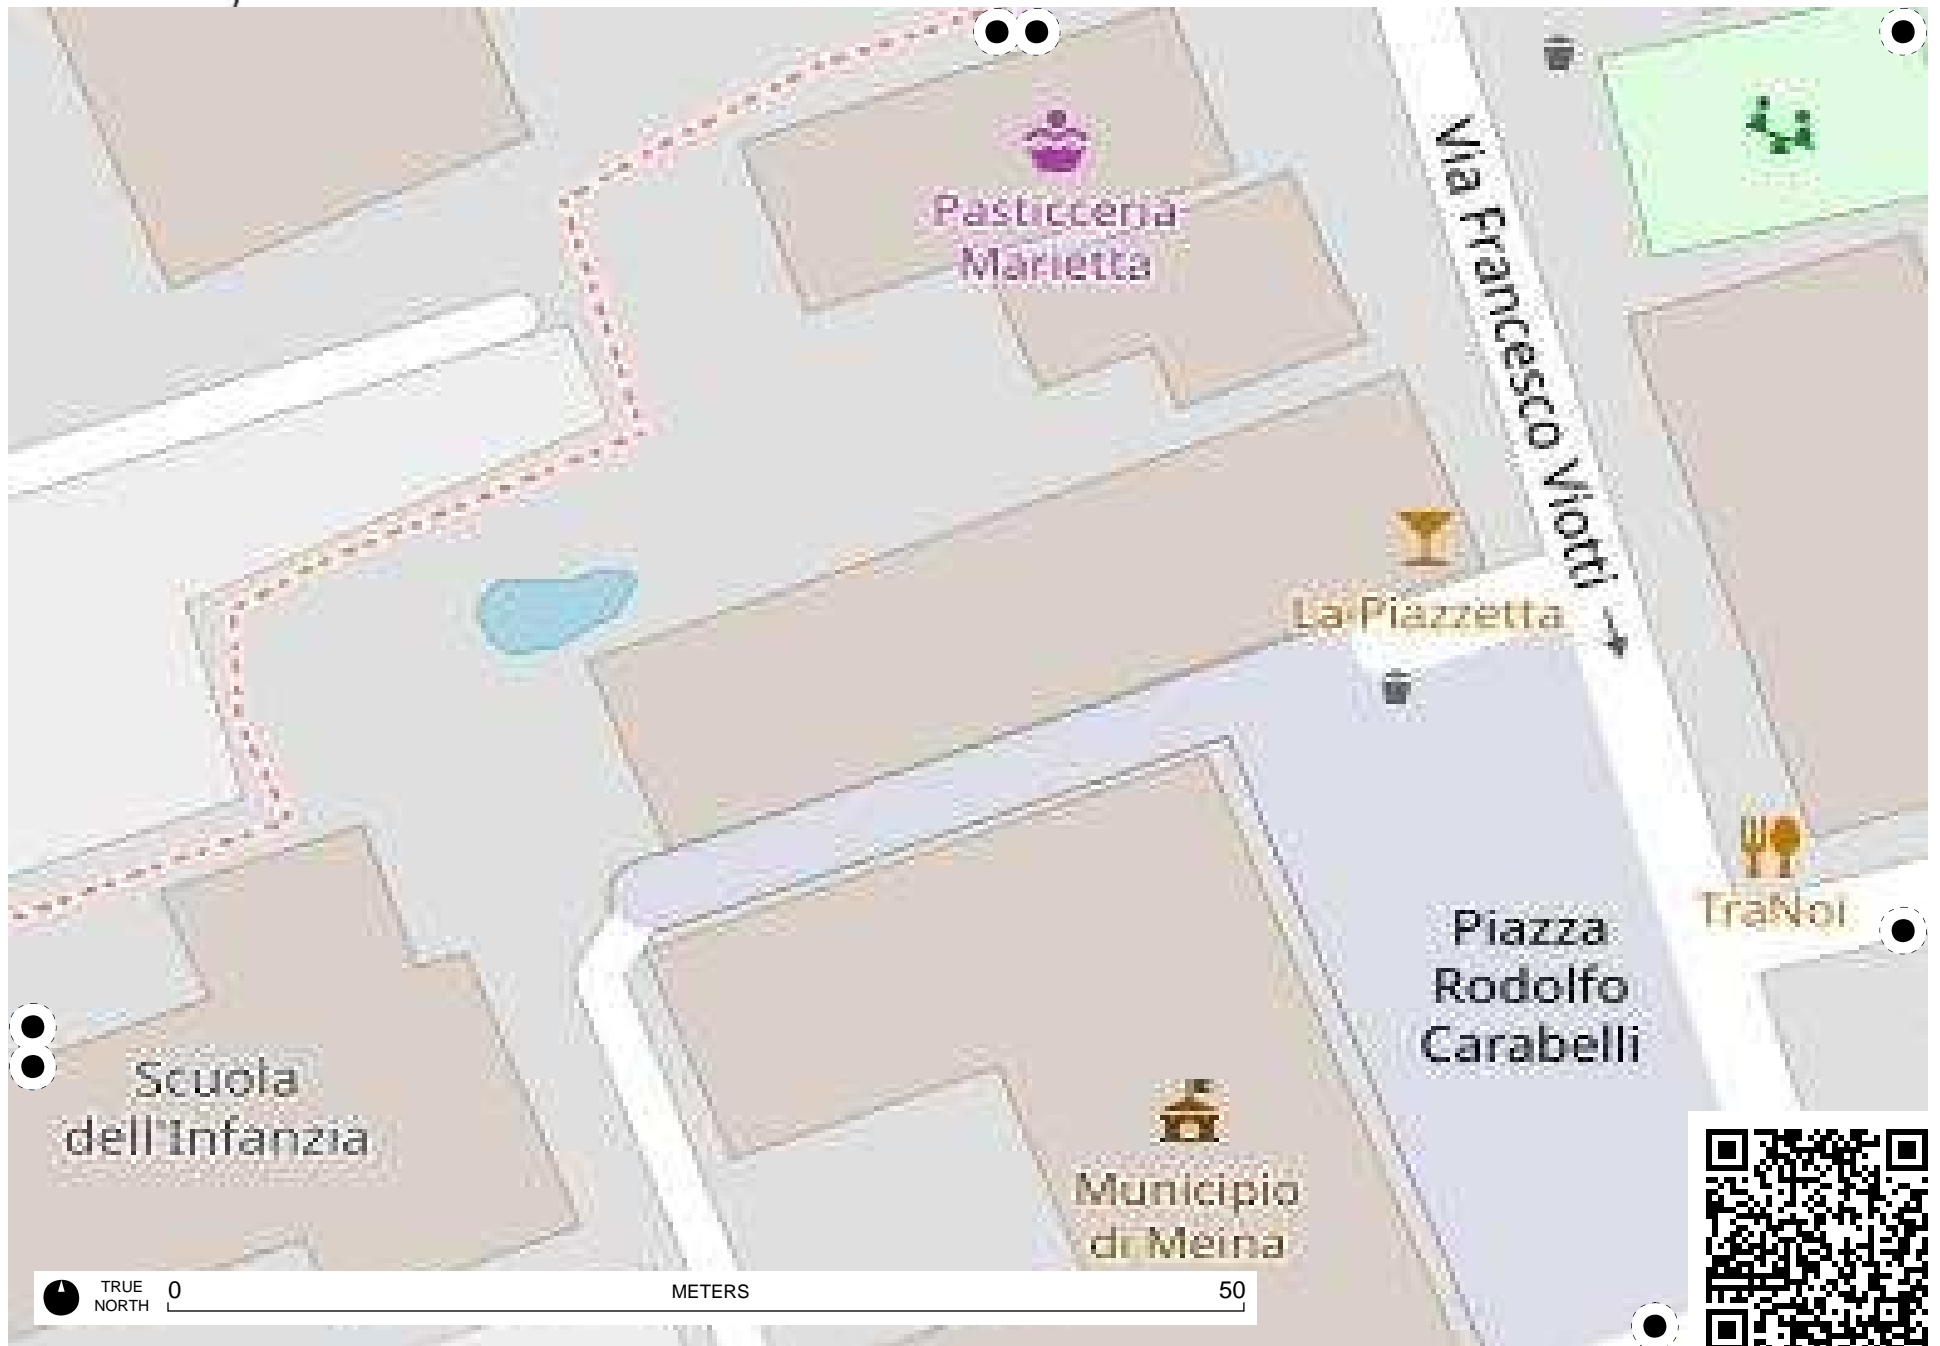 Via Francesco Viotti
Pasticceria
Marietta
La Piazzetta
TraNoi
Piazza
Rodolfo
Carabelli
Scuola
dell'Infanzia
Municipio
di Meina
TRUE
NORTH
0
METERS
50